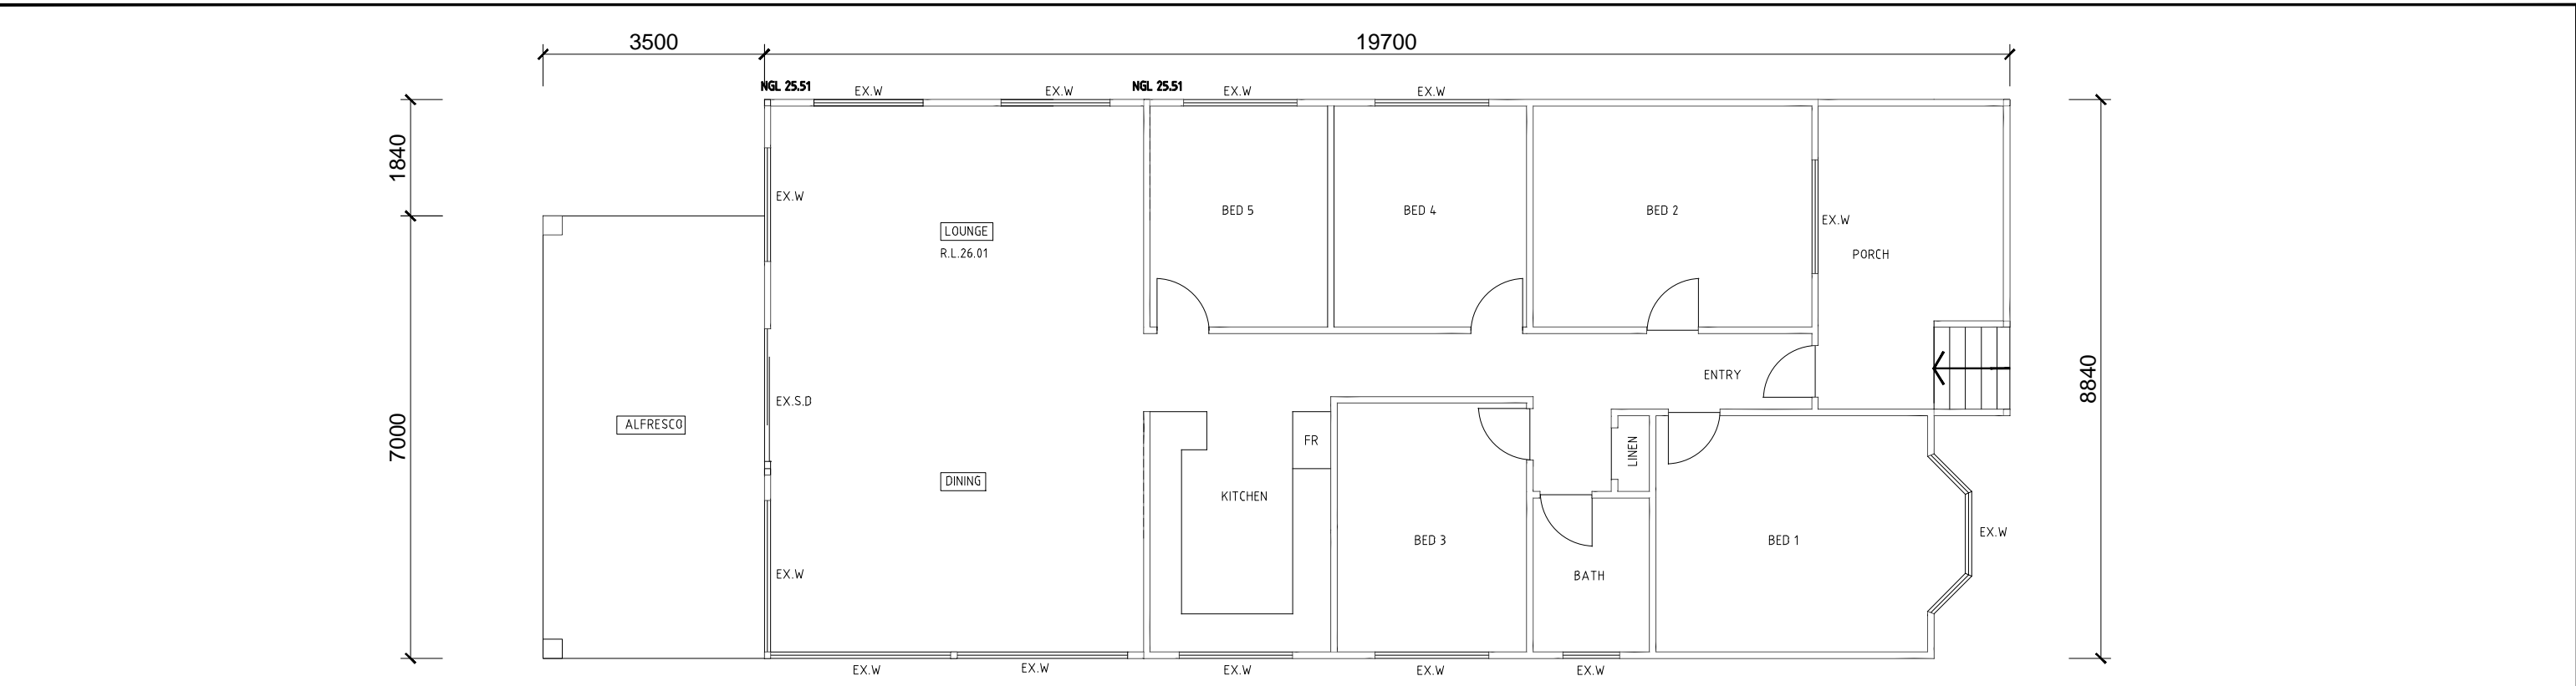 3500
19700
NGL 25.51
EX.W
EX.W
NGL 25.51
EX.W
EX.W
1840
EX.W
LOUNGE
R.L.26.01
BED 5
BED 4
BED 2
EX.W
PORCH
8840
7000
ALFRESCO
EX.S.D
ENTRY
FR
LINEN
DINING
KITCHEN
BED 3
BATH
BED 1
EX.W
EX.W
EX.W
EX.W
EX.W
EX.W
EX.W